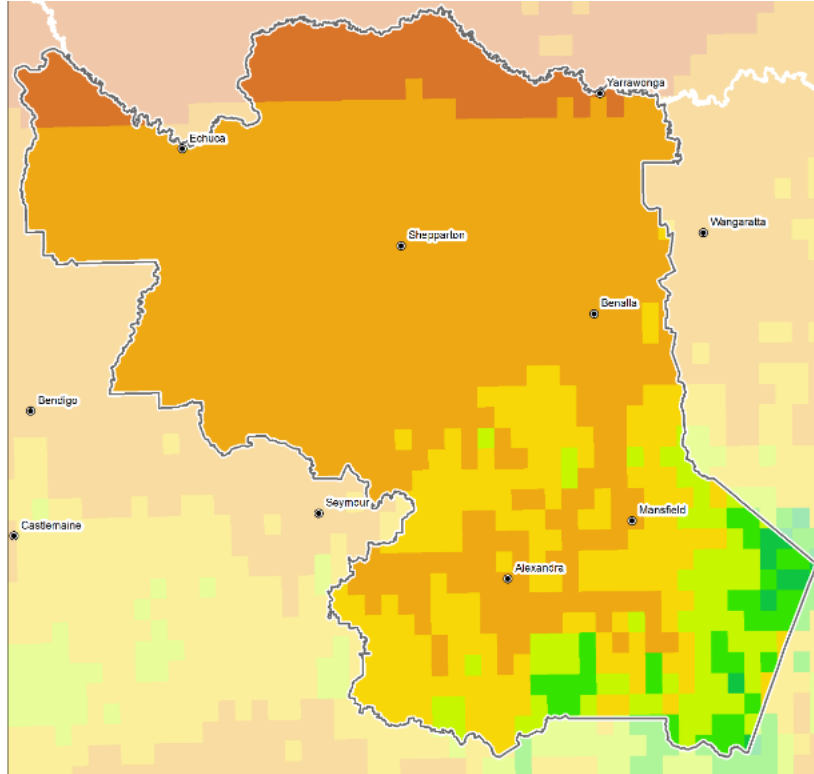 Yarrawonga
Echuca
Wangaratta
Shepparton
Benalla
Bendigo
Seymour
Mansfield
Castlemaine
Alexandra